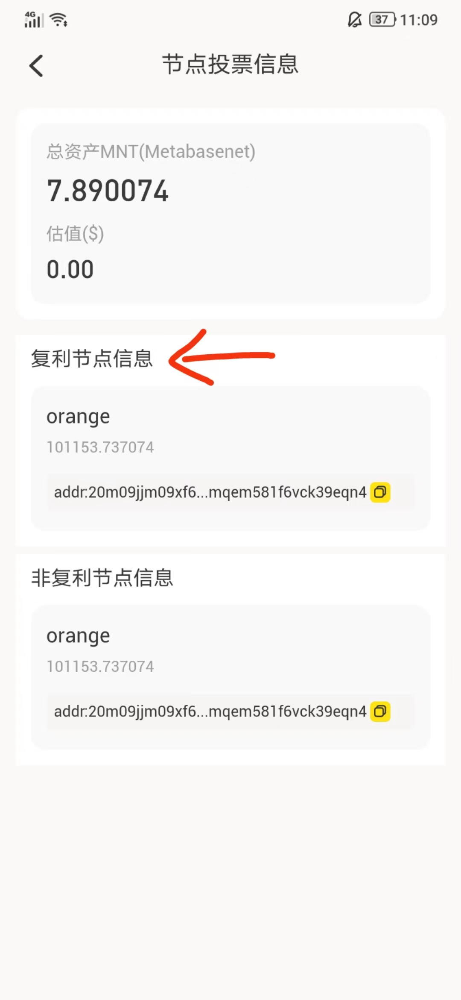 4G 37 11:09
节点投票信息
总资产MNT(Metabasenet)
7.890074
估值($)
0.00
复利节点信息
orange
101153.737074
addr:20m09jjm09xf6...mqem581f6vck39eqn4
非复利节点信息
orange
101153.737074
addr:20m09jjm09xf6...mqem581f6vck39eqn4